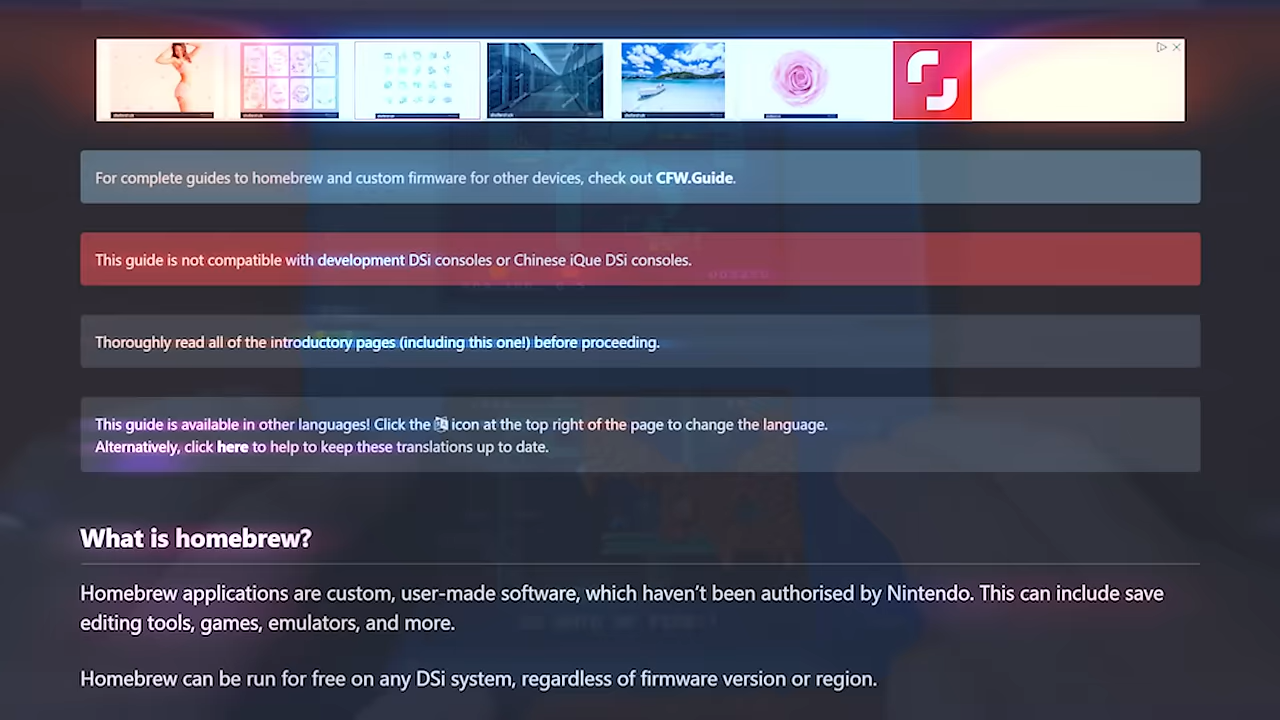 For complete guides to homebrew and custom firmware for other devices, check out CFW.Guide.
This guide is not compatible with development DSi consoles or Chinese iQue DSi consoles.
Thoroughly read all of the introductory pages (including this one!) before proceeding.
This guide is available in other languages! Click the icon at the top right of the page to change the language.
Alternatively, click here to help to keep these translations up to date.
What is homebrew?
Homebrew applications are custom, user-made software, which haven't been authorised by Nintendo. This can include save
editing tools, games, emulators, and more.
Homebrew can be run for free on any DSi system, regardless of firmware version or region.